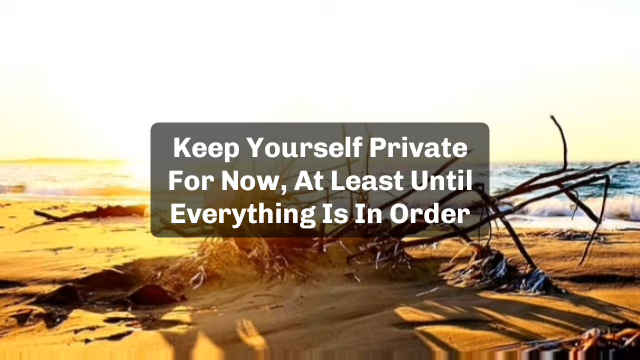 Keep Yourself Private
For Now, At Least Until
Everything Is In Order